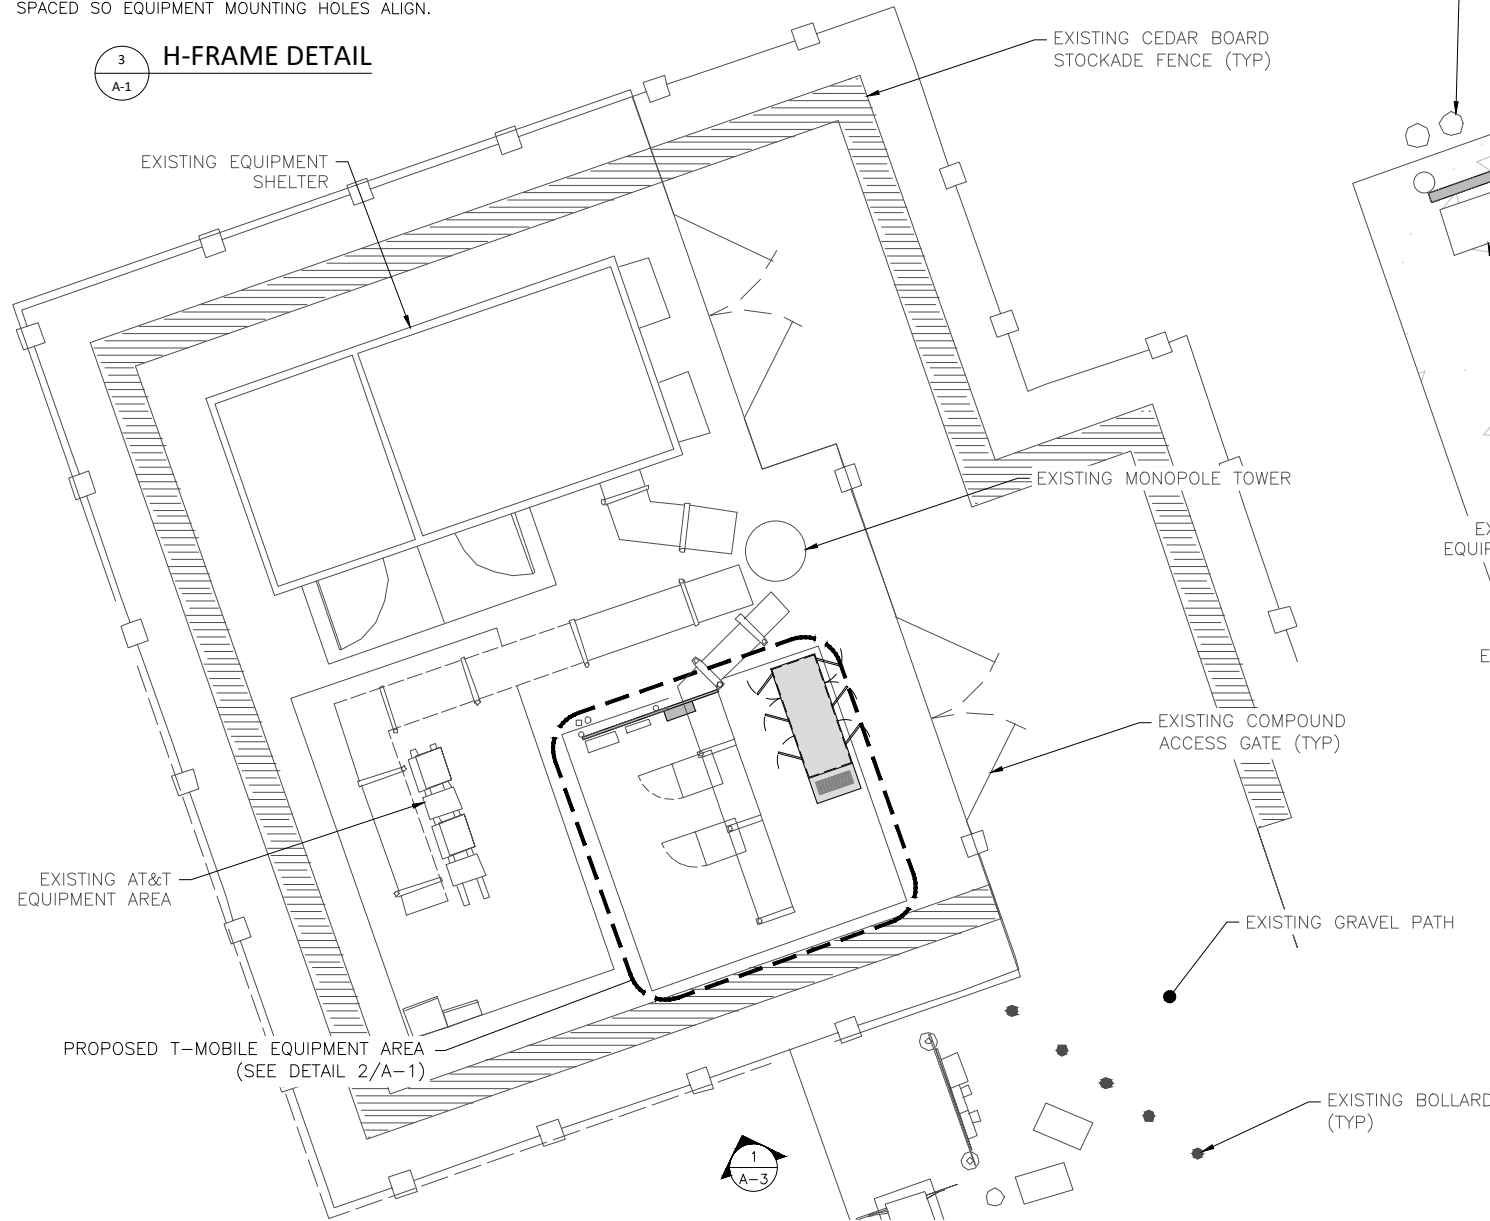 SPACED SO EQUIPMENT MOUNTING HOLES ALIGN.
3
A-1
H-FRAME DETAIL
EXISTING CEDAR BOARD
STOCKADE FENCE (TYP)
EXISTING EQUIPMENT
SHELTER
EXISTING MONOPOLE TOWER
EQUIP
E
EXISTING COMPOUND
ACCESS GATE (TYP)
EXISTING AT&T
EQUIPMENT AREA
EXISTING GRAVEL PATH
PROPOSED T-MOBILE EQUIPMENT AREA
(SEE DETAIL 2/A-1)
EXISTING BOLLARD
(TYP)
1
A-3